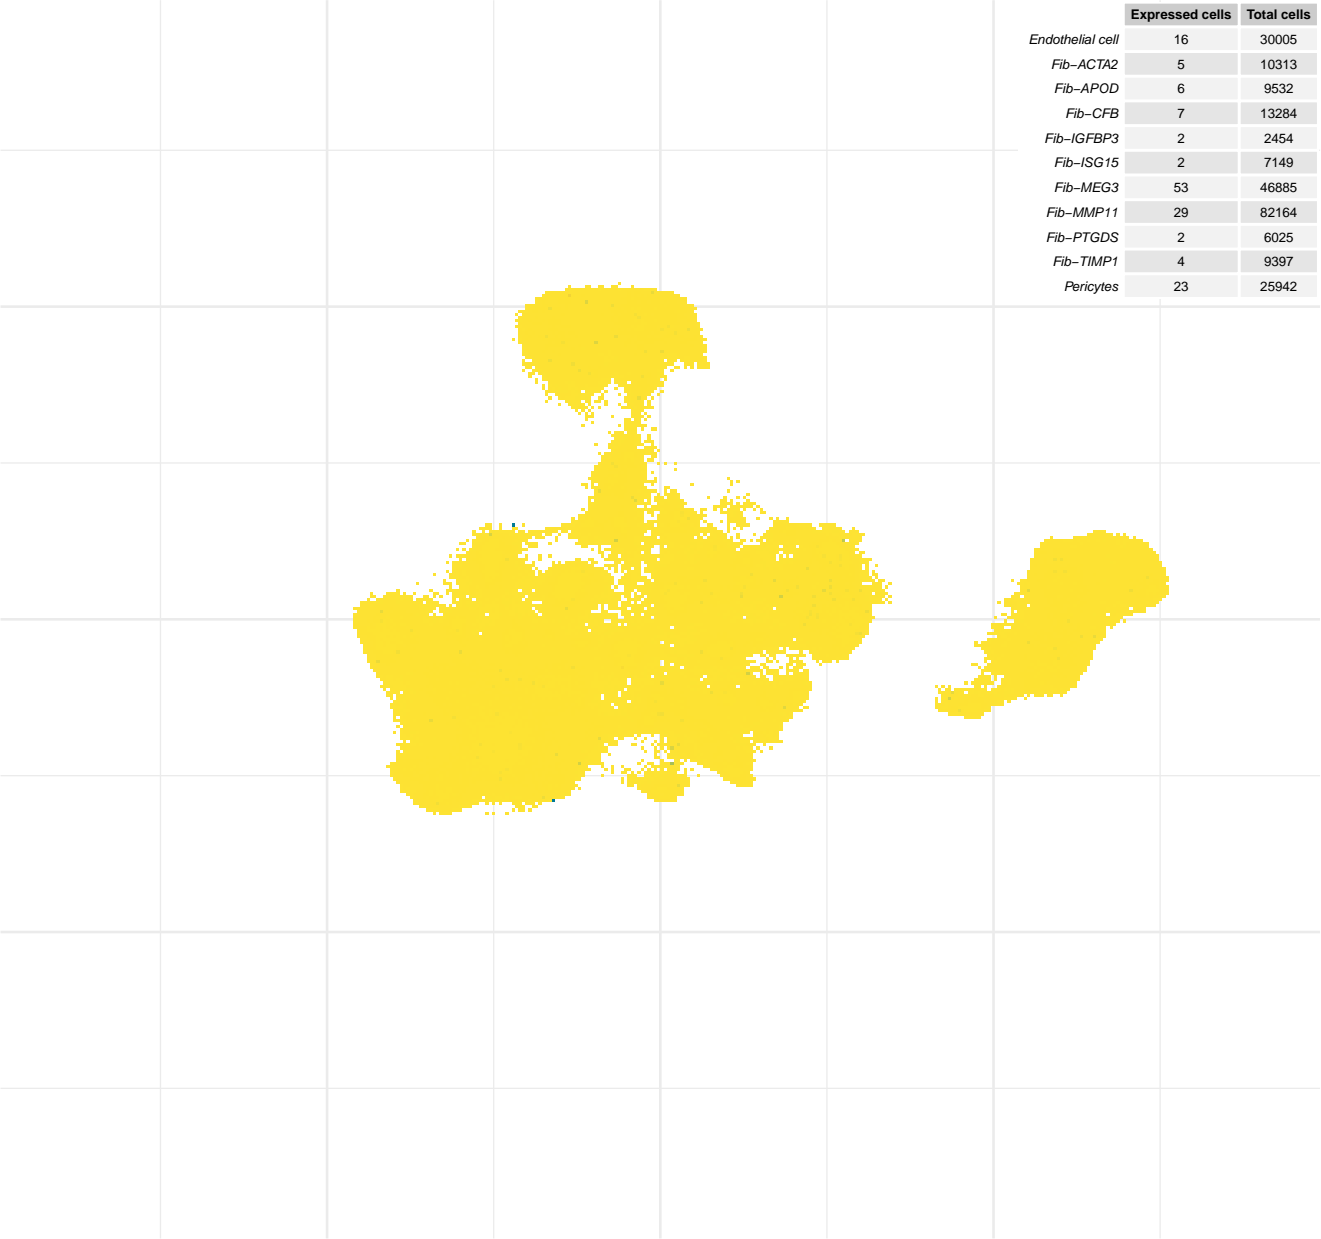 Expressed cells Total cells
Endothelial cell 16 30005
Fib−ACTA2 5 10313
Fib−APOD 6 9532
Fib−CFB 7 13284
Fib−IGFBP3 2 2454
Fib−ISG15 2 7149
Fib−MEG3 53 46885
Fib−MMP11 29 82164
Fib−PTGDS 2 6025
Fib−TIMP1 4 9397
Pericytes 23 25942